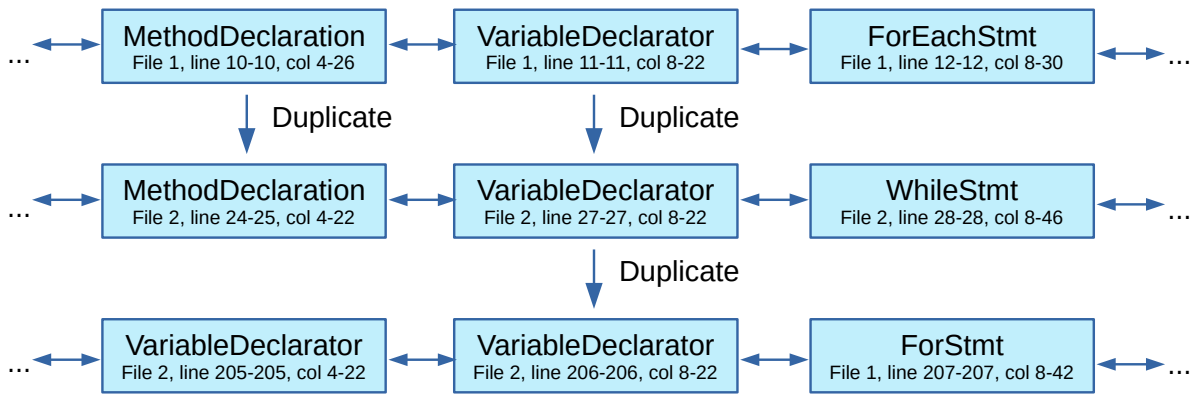 MethodDeclaration
File 1, line 10-10, col 4-26
VariableDeclarator
File 1, line 11-11, col 8-22
ForEachStmt
File 1, line 12-12, col 8-30
...
...
Duplicate
Duplicate
MethodDeclaration
File 2, line 24-25, col 4-22
VariableDeclarator
File 2, line 27-27, col 8-22
WhileStmt
File 2, line 28-28, col 8-46
...
...
Duplicate
VariableDeclarator
File 2, line 205-205, col 4-22
VariableDeclarator
File 2, line 206-206, col 8-22
ForStmt
File 1, line 207-207, col 8-42
...
...